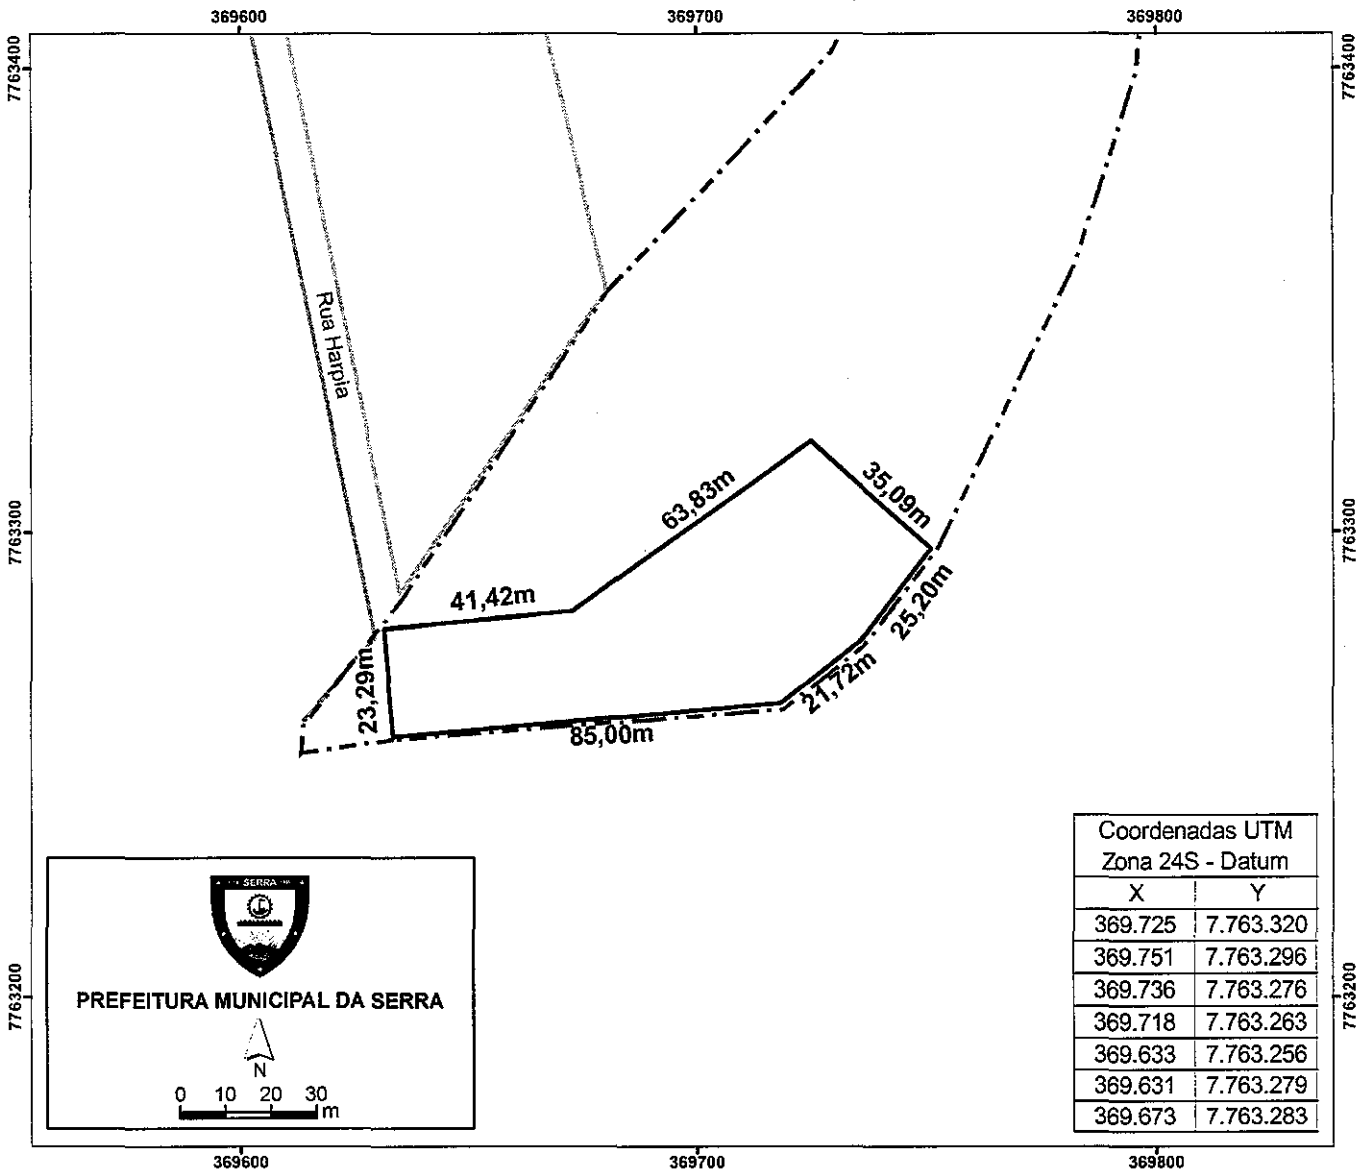 369600 369700 369800
7763400 7763400
Rua Harpia
63,83m
35,09m
7763300 7763300
41,42m
25,20m
23,29m
21,72m
85,00m
Coordenadas UTM
Zona 24S - Datum
X Y
369.725 7.763.320
369.751 7.763.296
369.736 7.763.276
369.718 7.763.263
369.633 7.763.256
369.631 7.763.279
369.673 7.763.283
SERRA
PREFEITURA MUNICIPAL DA SERRA
N
0 10 20 30
m
7763200 7763200
369600 369700 369800